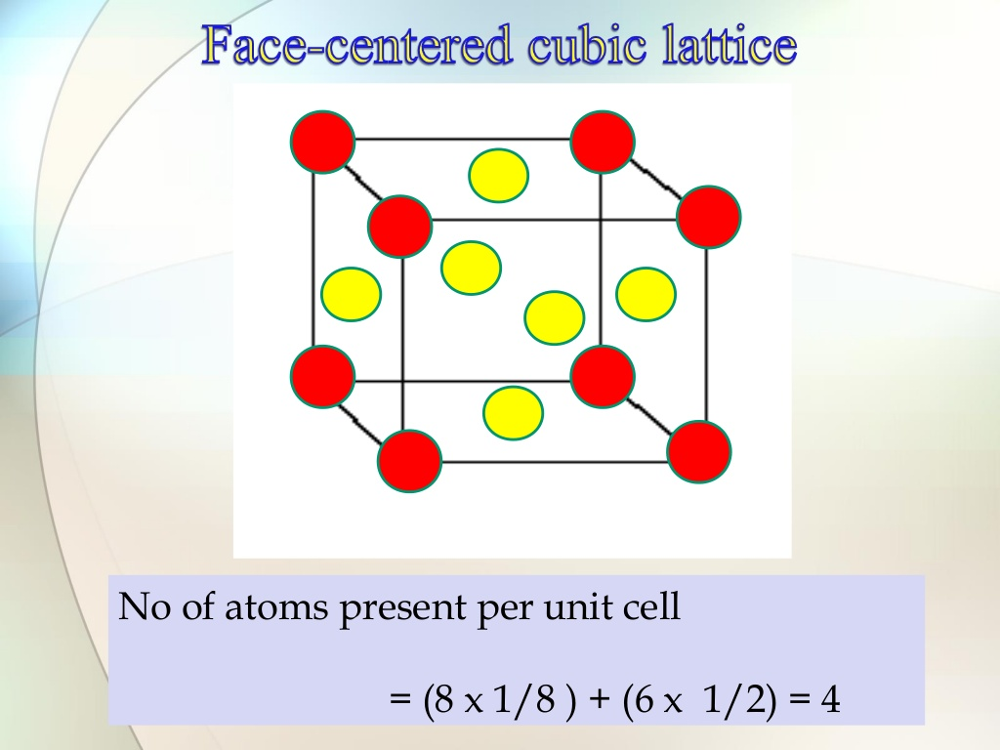 Face-centered cubic lattice
No of atoms present per unit cell
= (8 x 1/8 ) + (6 x  1/2) = 4